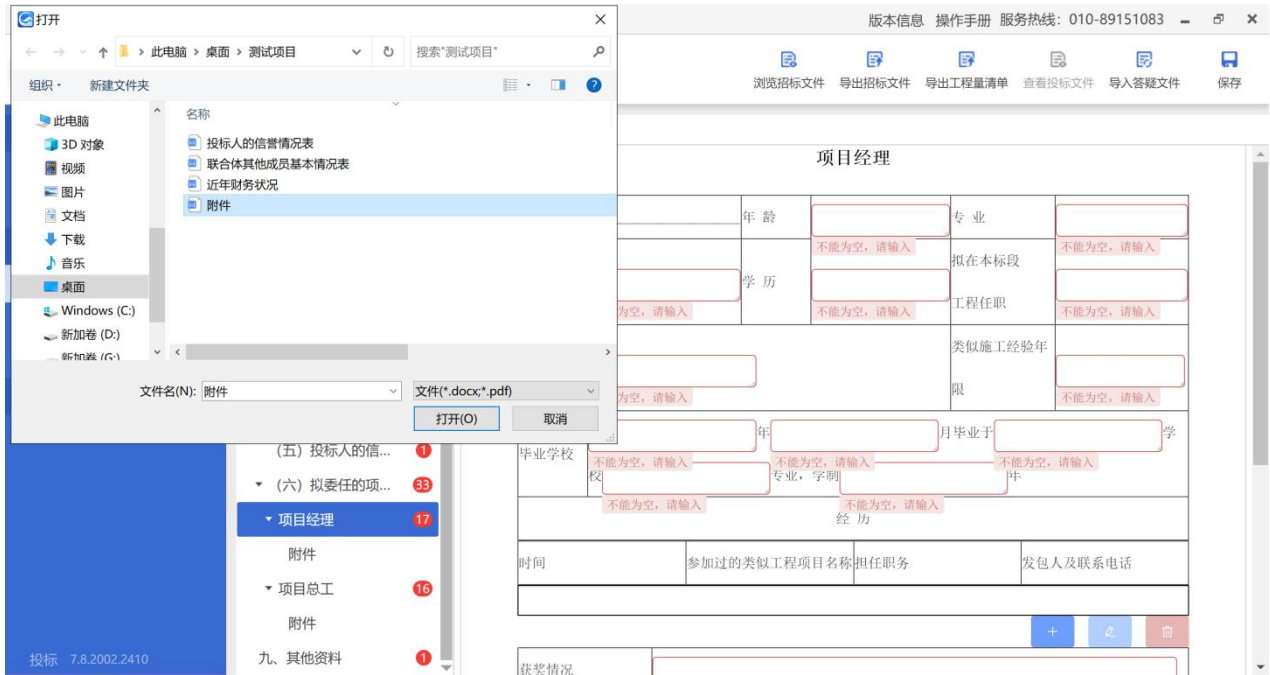 打开
版本信息 操作手册 服务热线：010-89151083
此电脑 › 桌面 › 测试项目
搜索"测试项目"
浏览招标文件 导出招标文件 导出工程量清单 查看投标文件 导入答疑文件 保存
组织 新建文件夹
此电脑
3D 对象
视频
图片
文档
下载
音乐
桌面
Windows (C:)
新加卷 (D:)
新加卷 (G:)
名称
投标人的信誉情况表
联合体其他成员基本情况表
近年财务状况
附件
文件名(N): 附件
文件(*.docx;*.pdf)
打开(O) 取消
项目经理
年 龄
不能为空，请输入
专 业
不能为空，请输入
为空，请输入
学 历
不能为空，请输入
拟在本标段
工程任职
不能为空，请输入
为空，请输入
类似施工经验年
限
不能为空，请输入
毕业学校
年
月毕业于
学
不能为空，请输入 不能为空，请输入 不能为空，请输入
校
专业，学制
年
不能为空，请输入 不能为空，请输入
经 历
时间 参加过的类似工程项目名称 担任职务 发包人及联系电话
获奖情况
（五）投标人的信... 1
（六）拟委任的项... 33
项目经理 17
附件
项目总工 16
附件
九、其他资料 1
投标 7.8.2002.2410